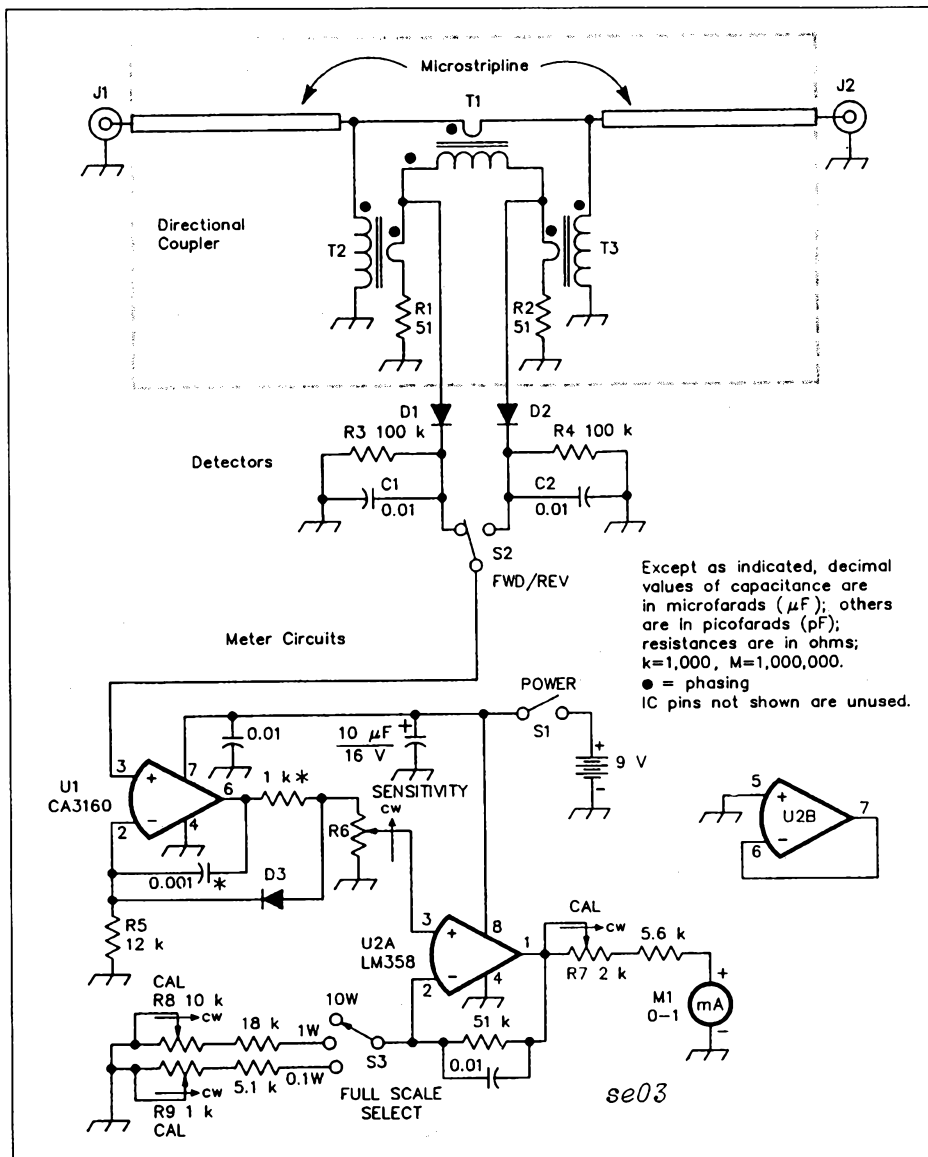 Microstripline
J1
T1
J2
Directional
Coupler
T2
T3
R1
51
R2
51
D1
D2
R3 100 k
R4 100 k
Detectors
C1
0.01
C2
0.01
S2
FWD/REV
Except as indicated, decimal
values of capacitance are
in microfarads (μF); others
are in picofarads (pF);
resistances are in ohms;
k=1,000, M=1,000,000.
● = phasing
IC pins not shown are unused.
Meter Circuits
POWER
S1
0.01
10 μF
16 V
+
+
9 V
-
3
+
7
U1
CA3160
6
1 k*
SENSITIVITY
CW
R6
2
-
4
0.001
*
D3
5
+
U2B
7
6
-
R5
12 k
3
+
8
U2A
LM358
1
2
-
4
CAL
CW
R7 2 k
5.6 k
+
M1
0-1
mA
-
CAL
R8 10 k
CW
18 k
10W
1W
S3
51 k
0.01
5.1 k
0.1W
CW
R9 1 k
CAL
FULL SCALE
SELECT
se03